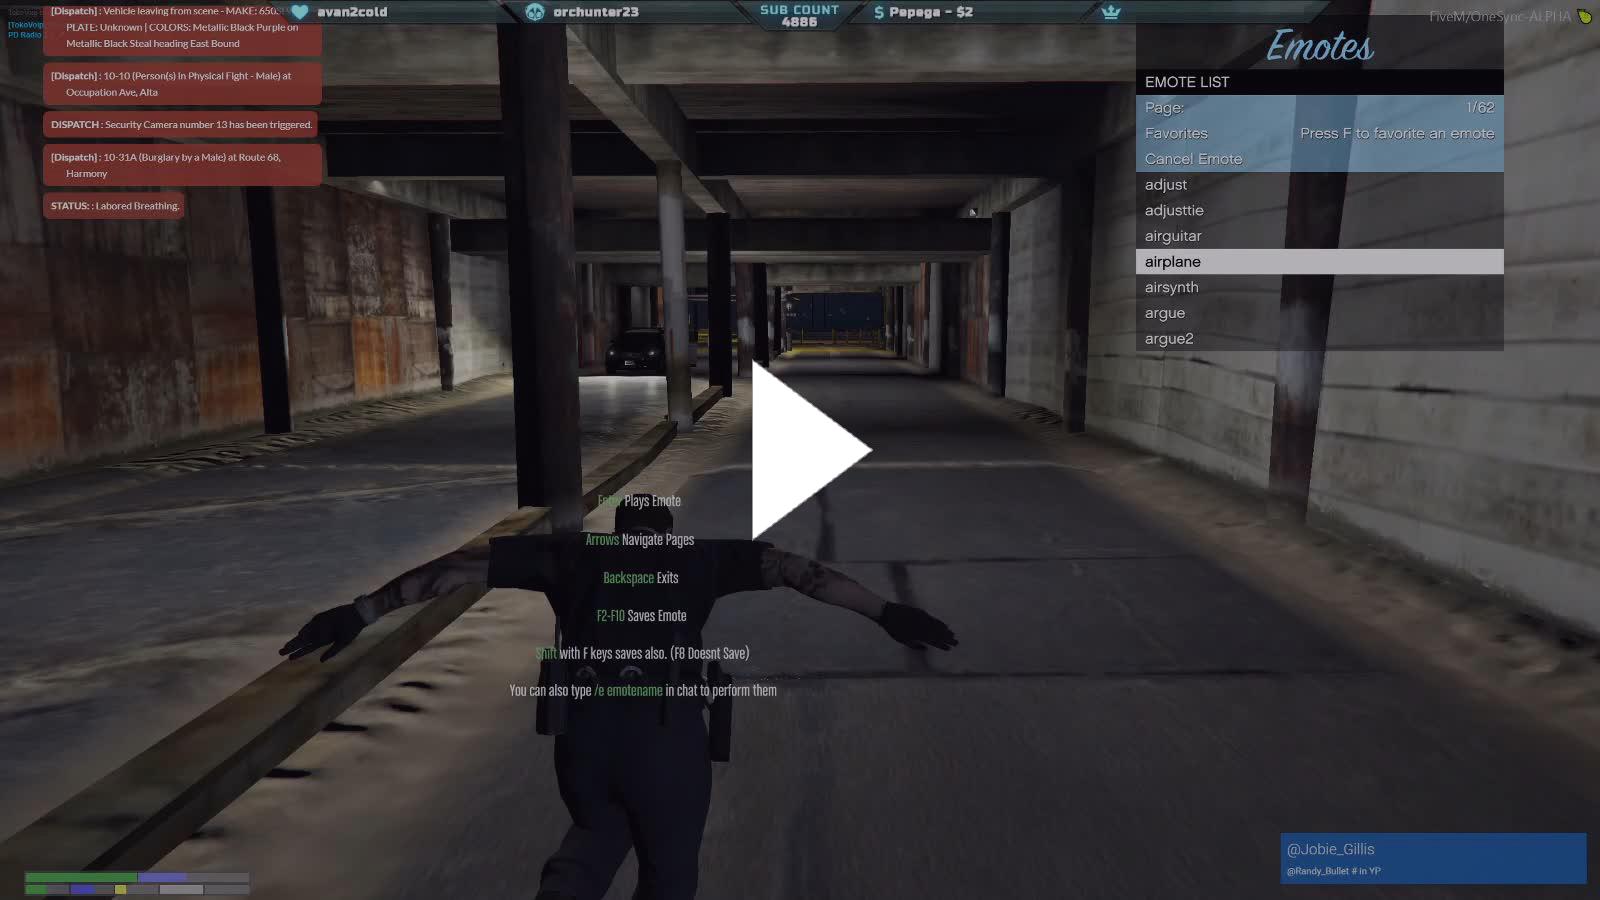 avan2cold
orchunter23
SUB COUNT
4886
$ Pepega - $2
FiveM/OneSync-ALPHA
[TokoVoip
PD Radio
[Dispatch] : Vehicle leaving from scene - MAKE:
PLATE: Unknown | COLORS: Metallic Black Purple on
Metallic Black Steal heading East Bound
[Dispatch] : 10-10 (Person(s) In Physical Fight - Male) at
Occupation Ave, Alta
DISPATCH : Security Camera number 13 has been triggered.
[Dispatch] : 10-31A (Burglary by a Male) at Route 68,
Harmony
STATUS: : Labored Breathing.
Emotes
EMOTE LIST
Page: 1/62
Favorites Press F to favorite an emote
Cancel Emote
adjust
adjusttie
airguitar
airplane
airsynth
argue
argue2
Enter Plays Emote
Arrows Navigate Pages
Backspace Exits
F2-F10 Saves Emote
Shift with F keys saves also. (F8 Doesnt Save)
You can also type /e emotename in chat to perform them
@Jobie_Gillis
@Randy_Bullet # in YP